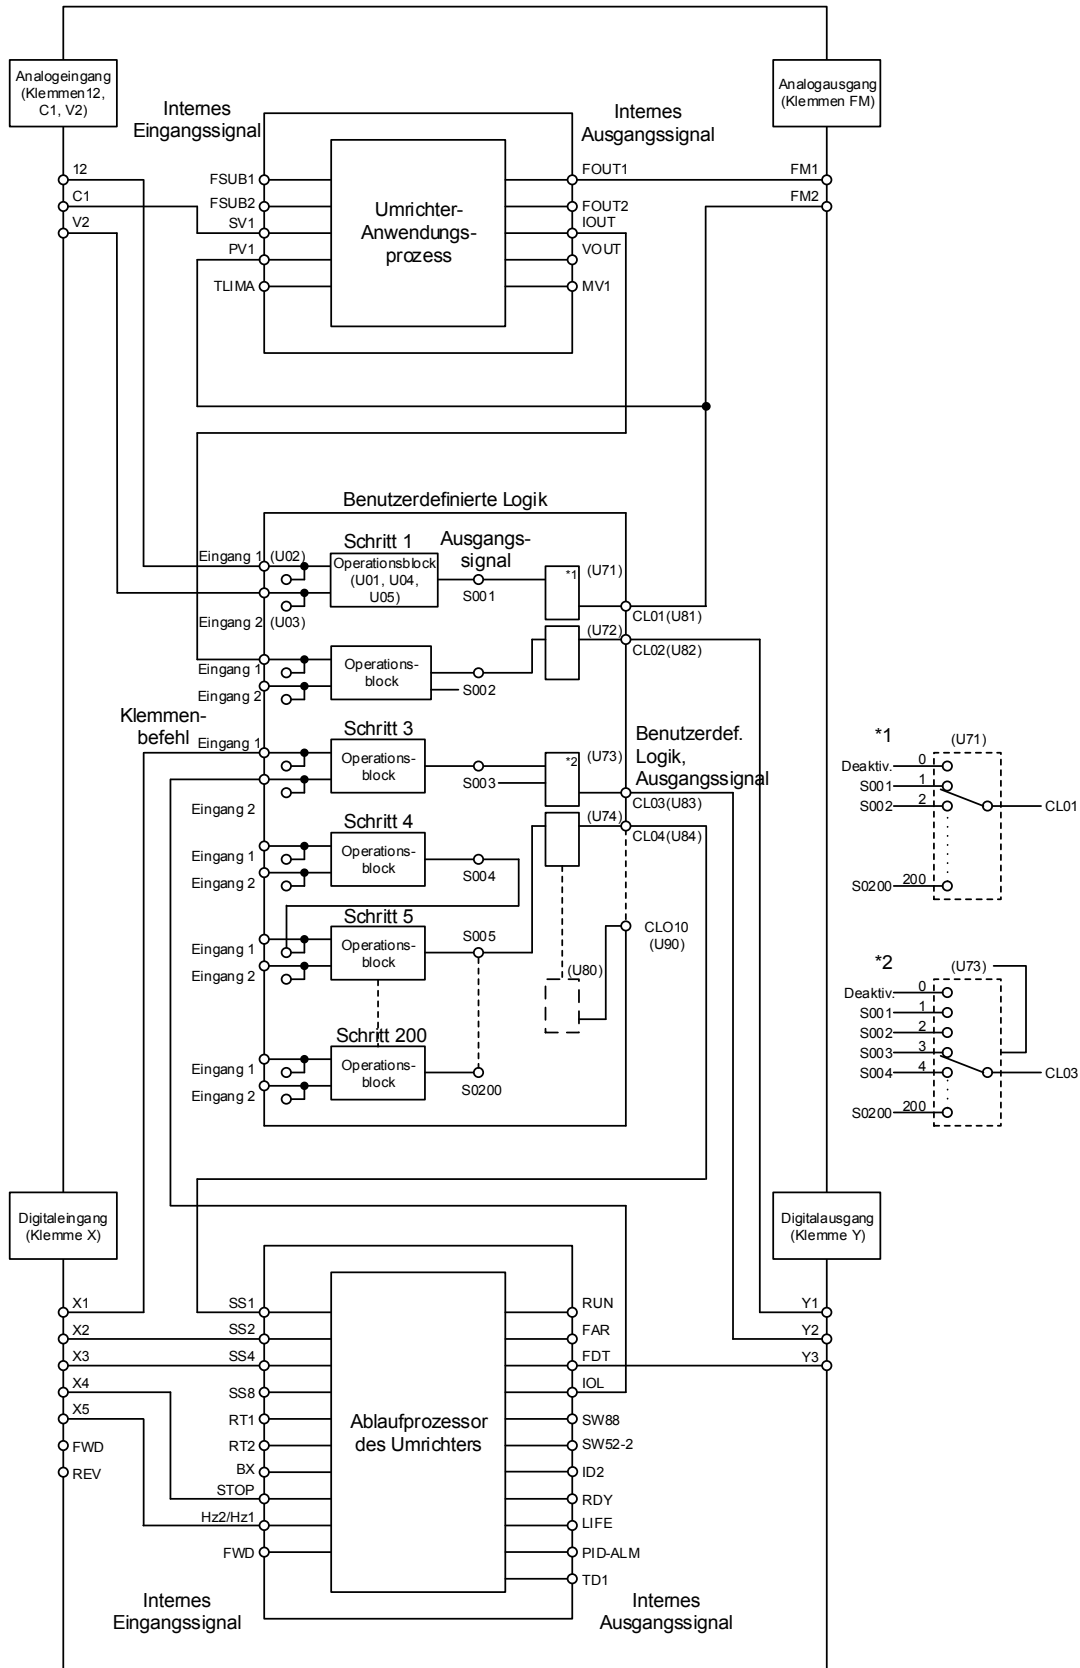 Analogeingang
(Klemmen12,
C1, V2)
Analogausgang
(Klemmen FM)
Internes
Eingangssignal
Internes
Ausgangssignal
12
C1
V2
FSUB1
FSUB2
SV1
PV1
TLIMA
Umrichter-
Anwendungs-
prozess
FOUT1
FOUT2
IOUT
VOUT
MV1
FM1
FM2
Benutzerdefinierte Logik
Schritt 1
Ausgangs-
signal
Eingang 1 (U02)
Operationsblock
(U01, U04,
U05)
S001
*1
(U71)
CL01(U81)
Eingang 2 (U03)
(U72)
CL02(U82)
Eingang 1
Operations-
block
S002
Eingang 2
Klemmen-
befehl
Schritt 3
Eingang 1
Operations-
block
S003
*2
(U73)
Benutzerdef.
Logik,
Ausgangssignal
CL03(U83)
Eingang 2
(U74)
CL04(U84)
Schritt 4
Eingang 1
Operations-
block
S004
Eingang 2
Schritt 5
Eingang 1
Operations-
block
S005
Eingang 2
CLO10
(U90)
(U80)
Schritt 200
Eingang 1
Operations-
block
S0200
Eingang 2
*1
(U71)
Deaktiv. 0
S001 1
S002 2
S0200 200
CL01
*2
(U73)
Deaktiv. 0
S001 1
S002 2
S003 3
S004 4
S0200 200
CL03
Digitaleingang
(Klemme X)
Digitalausgang
(Klemme Y)
X1
X2
X3
X4
X5
FWD
REV
SS1
SS2
SS4
SS8
RT1
RT2
BX
STOP
Hz2/Hz1
FWD
Ablaufprozessor
des Umrichters
RUN
FAR
FDT
IOL
SW88
SW52-2
ID2
RDY
LIFE
PID-ALM
TD1
Y1
Y2
Y3
Internes
Eingangssignal
Internes
Ausgangssignal